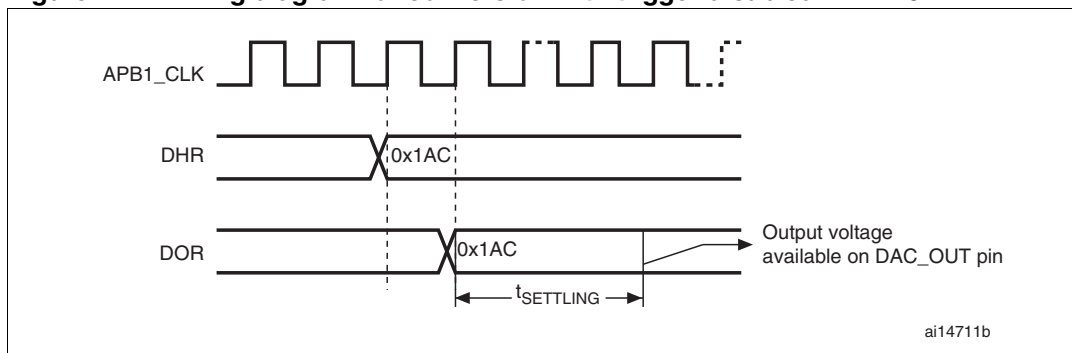 APB1_CLK
DHR
0x1AC
DOR
0x1AC
Output voltage
available on DAC_OUT pin
tSETTLING
ai14711b